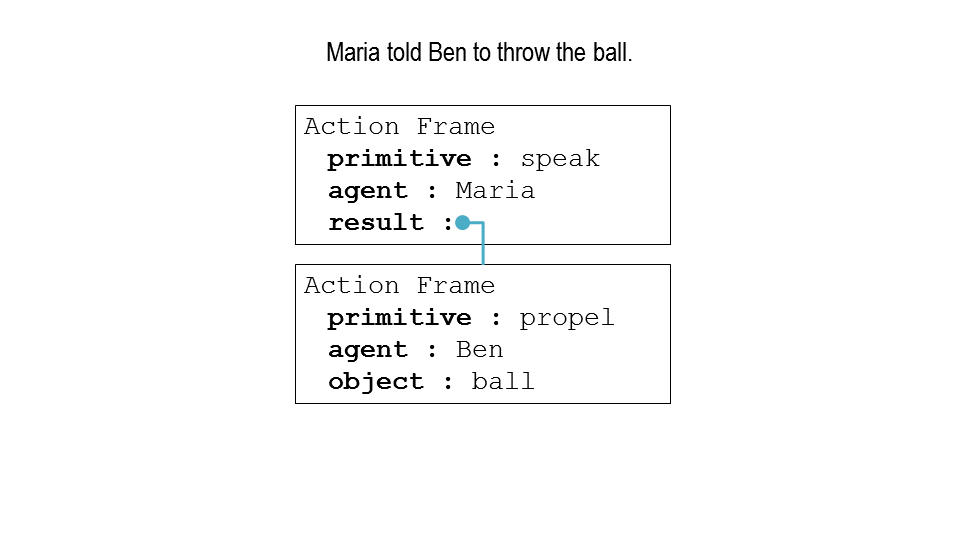 Maria told Ben to throw the ball.
Action Frame
primitive : speak
agent : Maria
result :
Action Frame
primitive : propel
agent : Ben
object : ball